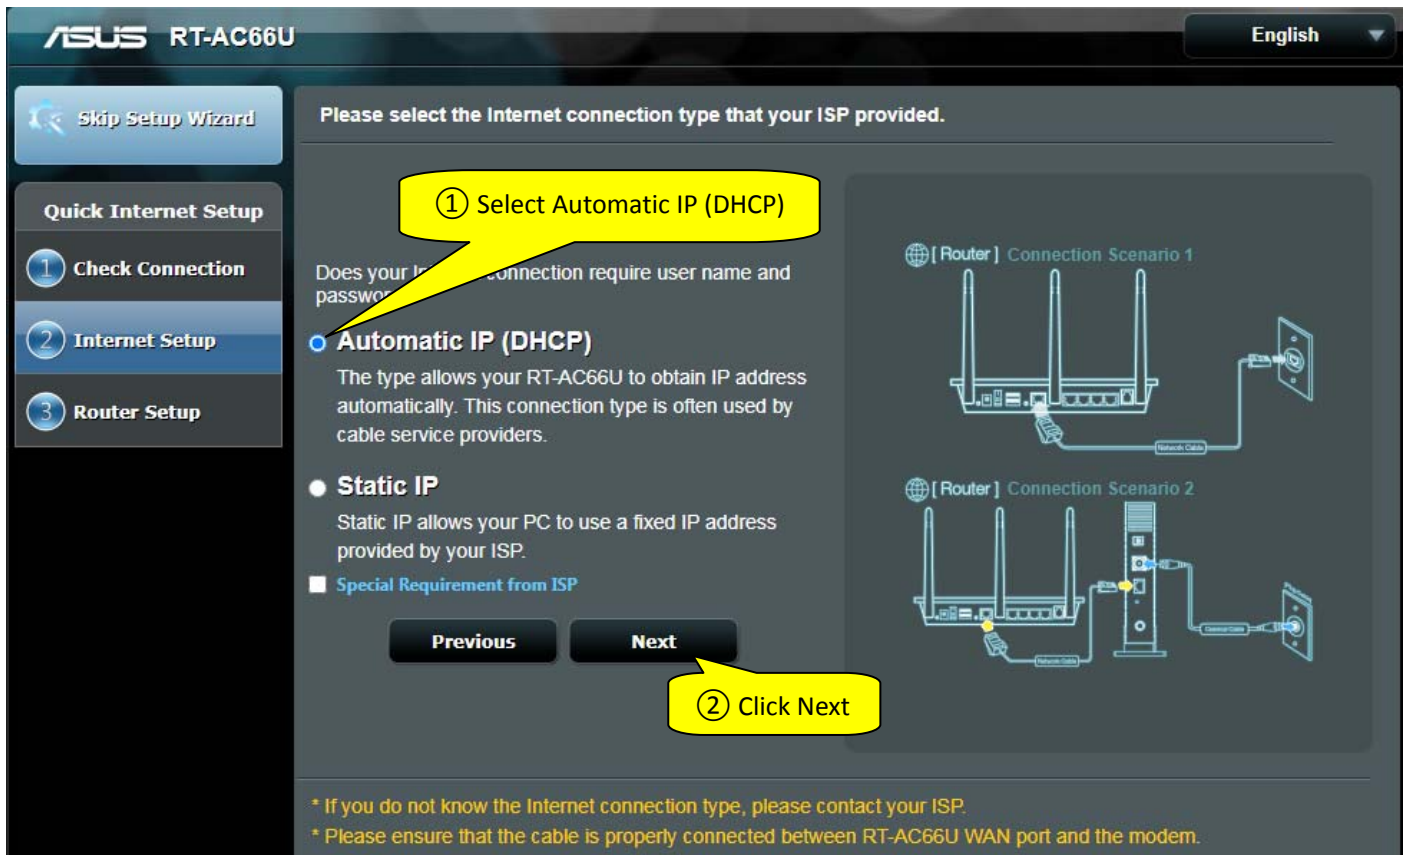 ASUS RT-AC66U
English
Skip Setup Wizard
Please select the Internet connection type that your ISP provided.
Quick Internet Setup
1 Check Connection
2 Internet Setup
3 Router Setup
① Select Automatic IP (DHCP)
Does your connection require user name and
Automatic IP (DHCP)
The type allows your RT-AC66U to obtain IP address
automatically. This connection type is often used by
cable service providers.
Static IP
Static IP allows your PC to use a fixed IP address
provided by your ISP.
Special Requirement from ISP
Previous
Next
② Click Next
[ Router ] Connection Scenario 1
Network Cable
[ Router ] Connection Scenario 2
Network Cable
* If you do not know the Internet connection type, please contact your ISP.
* Please ensure that the cable is properly connected between RT-AC66U WAN port and the modem.